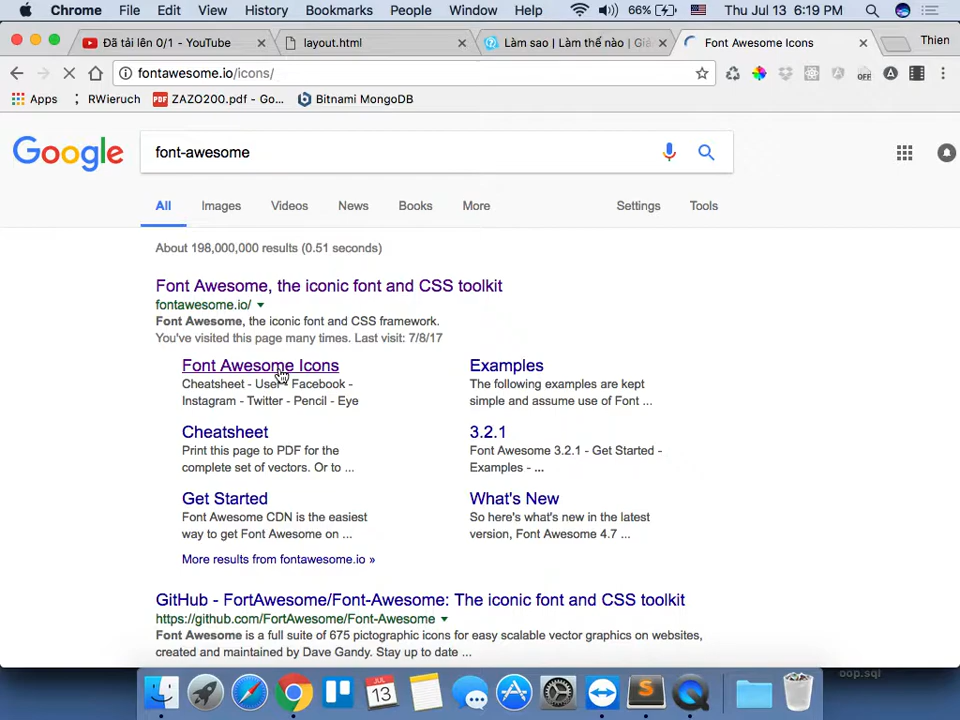 Chrome File Edit View History Bookmarks People Window Help 66% Thu Jul 13 6:19 PM
Đã tải lên 0/1 - YouTube layout.html Làm sao | Làm thế nào | Font Awesome Icons Thien
fontawesome.io/icons/ OFF
Apps RWieruch PDF ZAZO200.pdf - Go... Bitnami MongoDB
Google font-awesome
All Images Videos News Books More Settings Tools
About 198,000,000 results (0.51 seconds)
Font Awesome, the iconic font and CSS toolkit
fontawesome.io/
Font Awesome, the iconic font and CSS framework.
You've visited this page many times. Last visit: 7/8/17
Font Awesome Icons
Cheatsheet - User - Facebook -
Instagram - Twitter - Pencil - Eye
Examples
The following examples are kept
simple and assume use of Font ...
Cheatsheet
Print this page to PDF for the
complete set of vectors. Or to ...
3.2.1
Font Awesome 3.2.1 - Get Started -
Examples - ...
Get Started
Font Awesome CDN is the easiest
way to get Font Awesome on ...
What's New
So here's what's new in the latest
version, Font Awesome 4.7 ...
More results from fontawesome.io »
GitHub - FortAwesome/Font-Awesome: The iconic font and CSS toolkit
https://github.com/FortAwesome/Font-Awesome
Font Awesome is a full suite of 675 pictographic icons for easy scalable vector graphics on websites,
created and maintained by Dave Gandy. Stay up to date ...
oop.sql
JUL
13